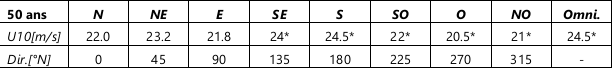 50 ans N NE E SE S SO O NO Omni.
U10[m/s] 22.0 23.2 21.8 24* 24.5* 22* 20.5* 21* 24.5*
Dir.[°N] 0 45 90 135 180 225 270 315 -